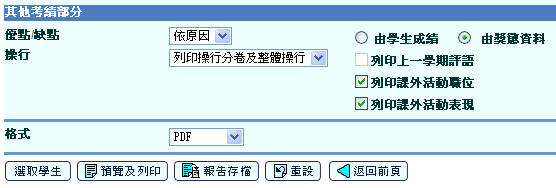 其他考績部分
優點/缺點 依原因 由學生成績 由獎懲資料
操行 列印操行分卷及整體操行 列印上一學期評語
列印課外活動職位
列印課外活動表現
格式 PDF
選取學生 預覽及列印 報告存檔 重設 返回前頁